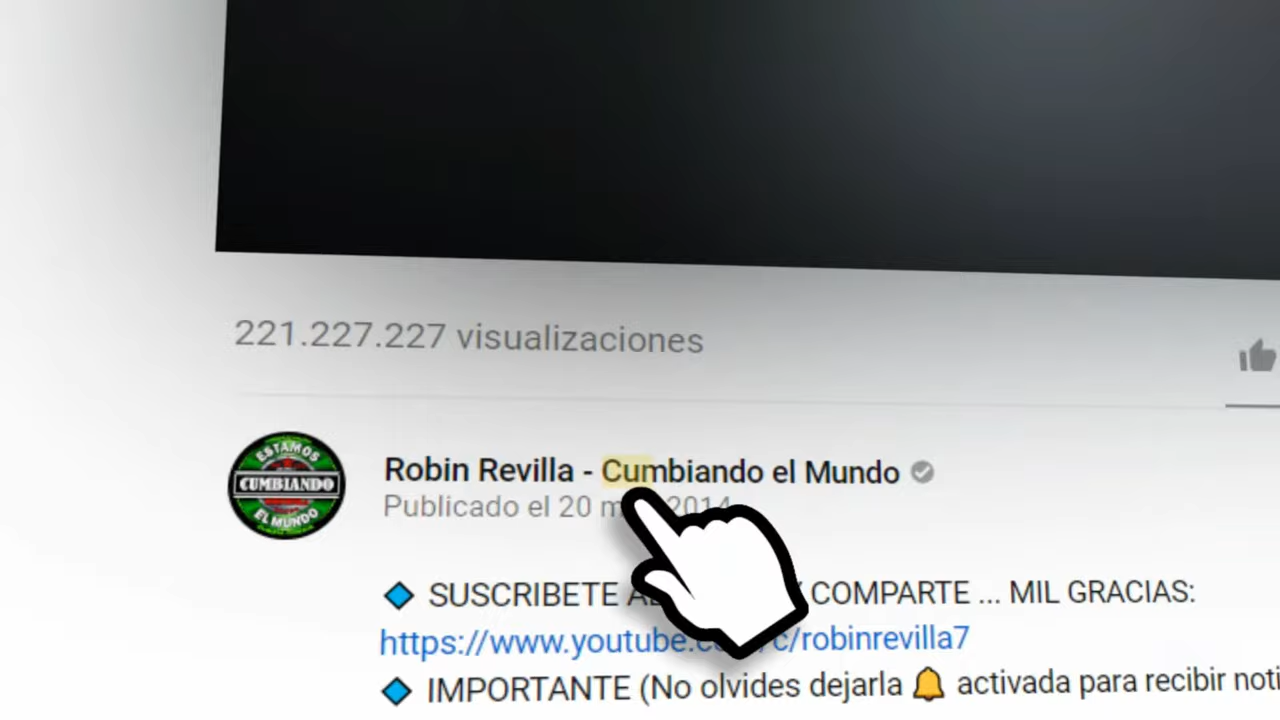 221.227.227 visualizaciones
ESTAMOS
CUMBIANDO
EL MUNDO
Robin Revilla - Cumbiando el Mundo
Publicado el 20 2014
SUSCRIBETE COMPARTE ... MIL GRACIAS:
https://www.youtube.c /c/robinrevilla7
IMPORTANTE (No olvides dejarla 🔔 activada para recibir noti